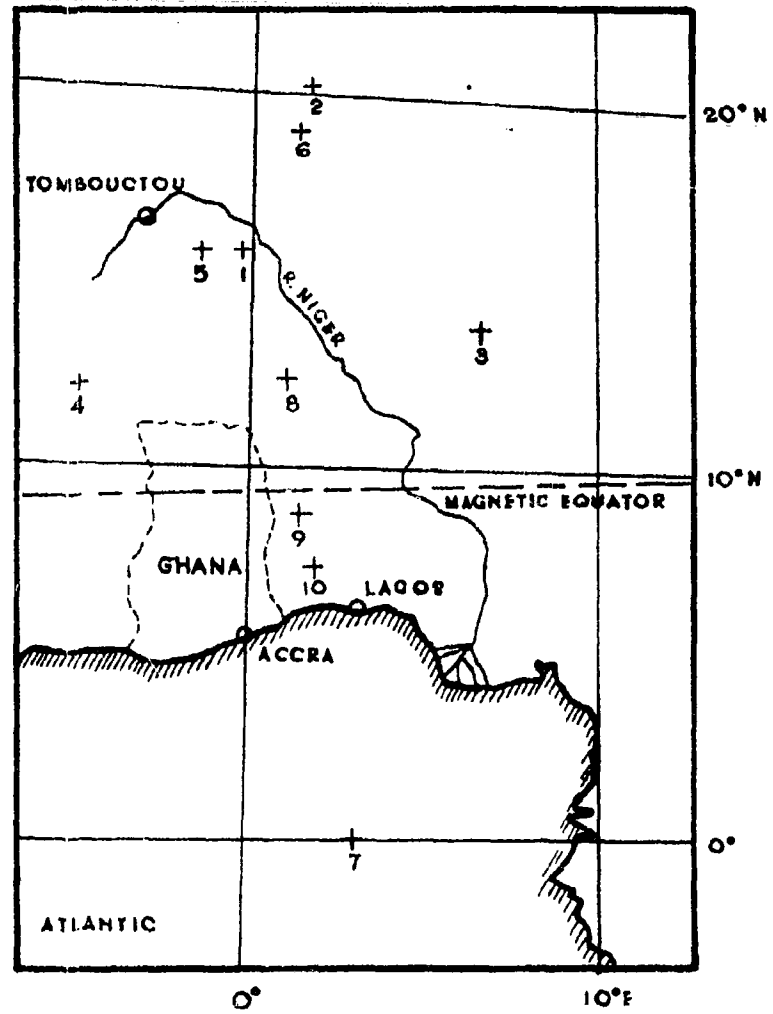 2
20° N
6
TOMBOUCTOU
5 1
R. NIGER
3
4
8
10°N
MAGNETIC EQUATOR
9
GHANA
10
LAGOS
ACCRA
7
0°
ATLANTIC
0°
10°E